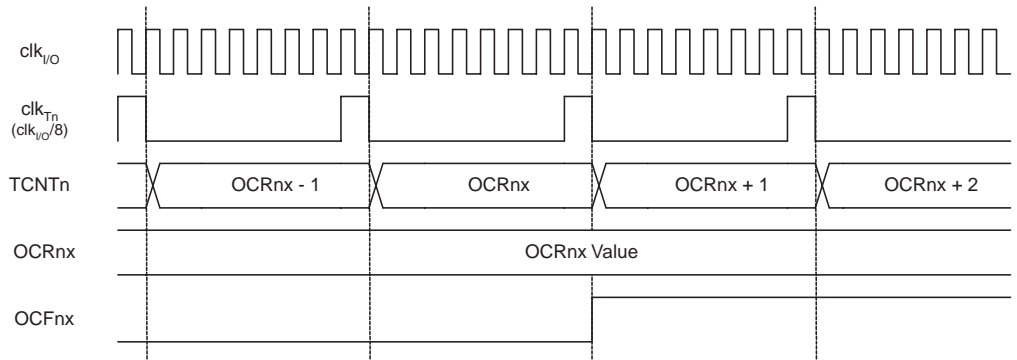 clkI/O
clkTn
(clkI/O/8)
TCNTn OCRnx - 1 OCRnx OCRnx + 1 OCRnx + 2
OCRnx OCRnx Value
OCFnx